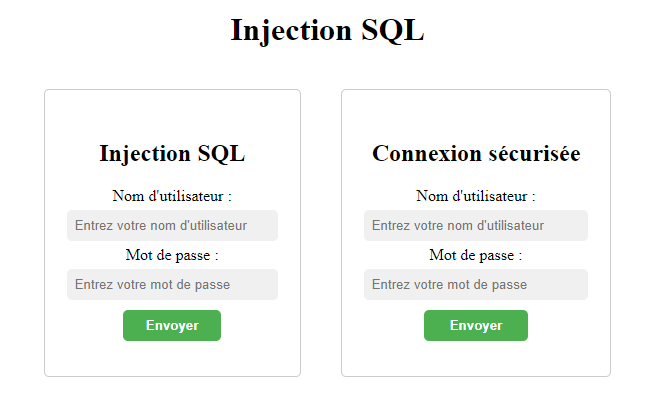 Injection SQL
Injection SQL
Nom d'utilisateur :
Entrez votre nom d'utilisateur
Mot de passe :
Entrez votre mot de passe
Envoyer
Connexion sécurisée
Nom d'utilisateur :
Entrez votre nom d'utilisateur
Mot de passe :
Entrez votre mot de passe
Envoyer